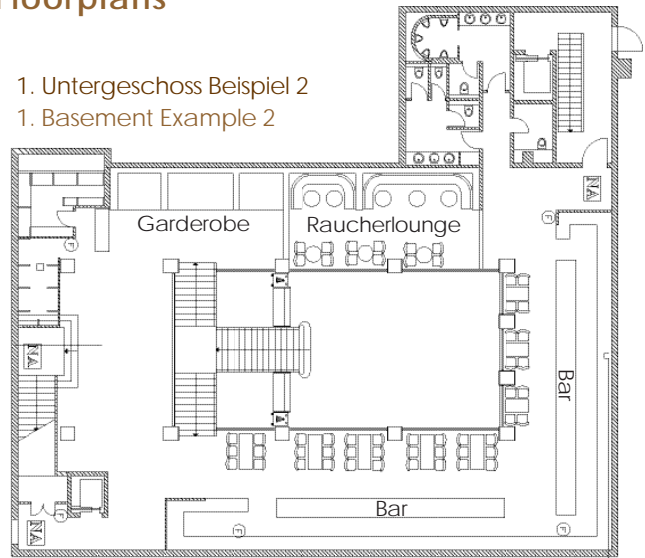 Floorplans
1. Untergeschoss Beispiel 2
1. Basement Example 2
NA
Garderobe
Raucherlounge
F
F
NA
Bar
Bar
F
F
F
NA